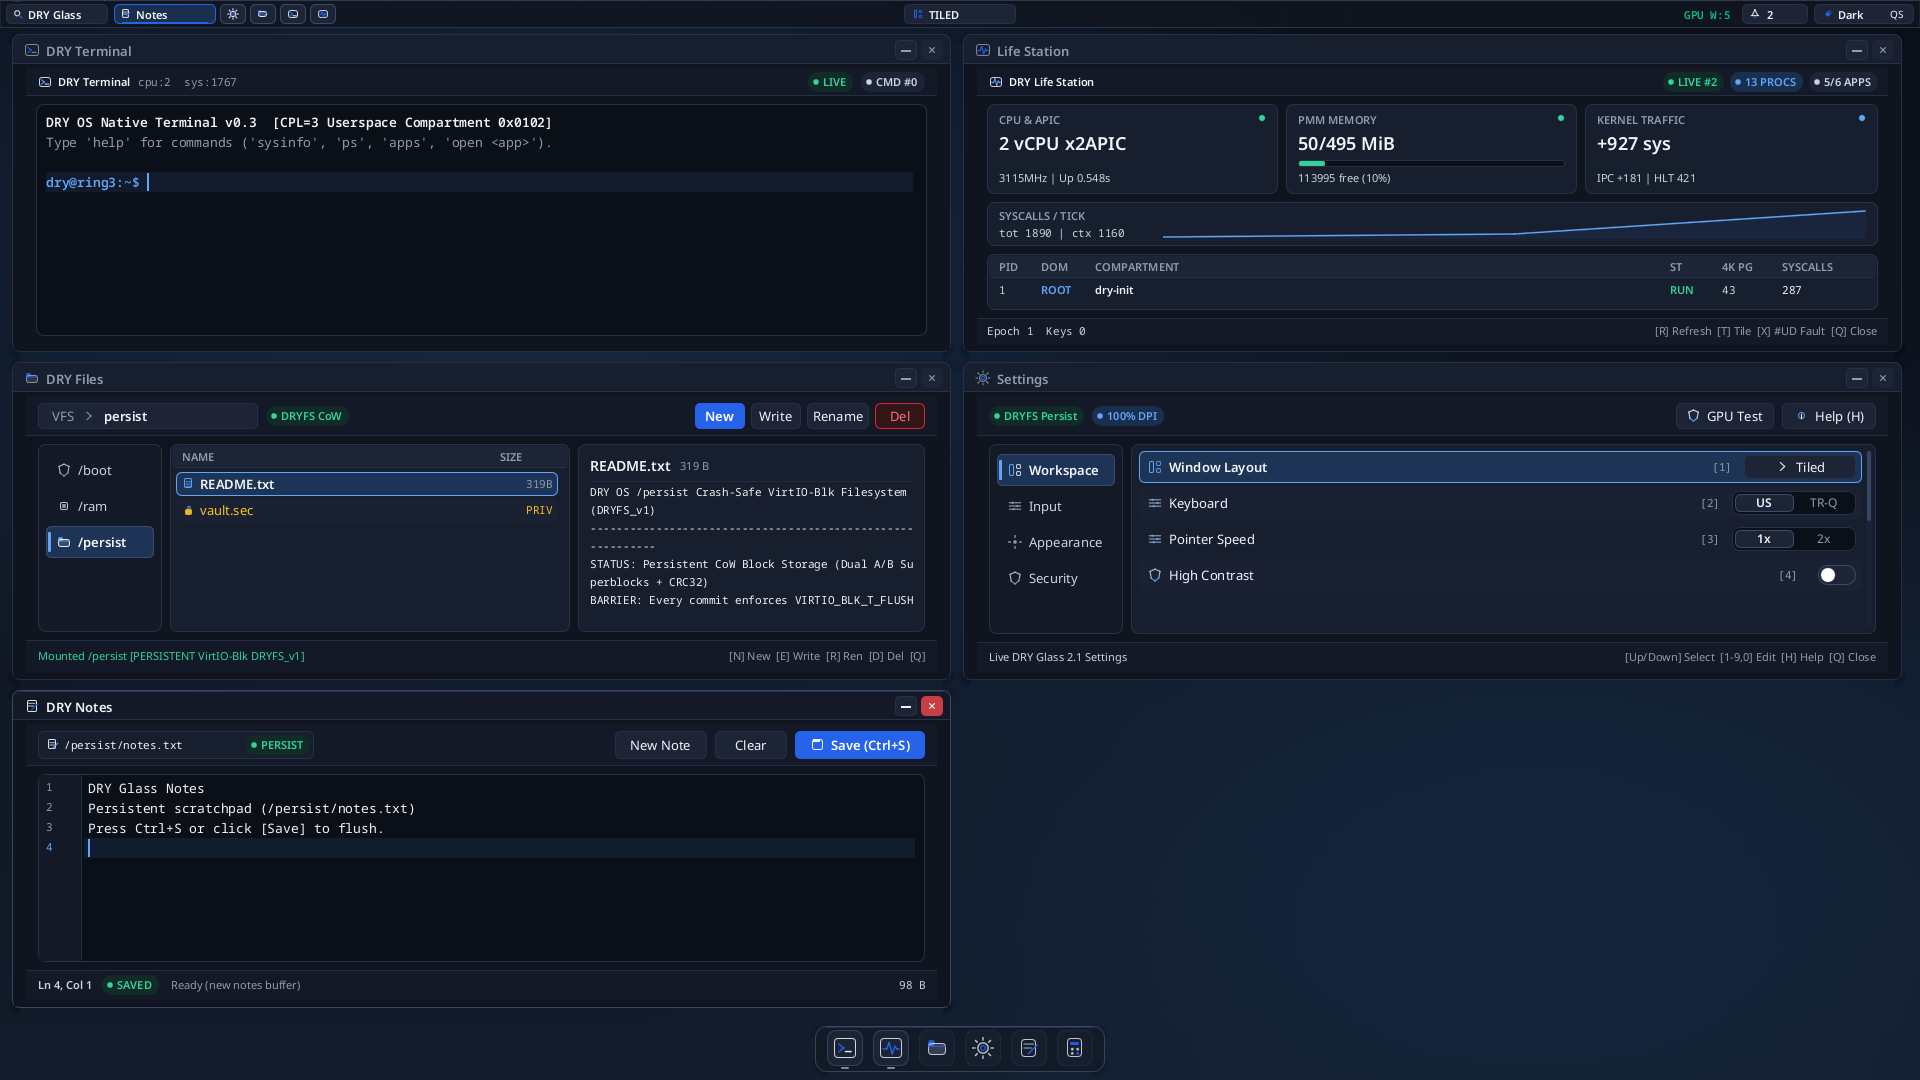 DRY Glass
Notes
TILED
GPU W:5
2
Dark
QS
DRY Terminal
DRY Terminal cpu:2 sys:1767
LIVE
CMD #0
DRY OS Native Terminal v0.3 [CPL=3 Userspace Compartment 0x0102]
Type 'help' for commands ('sysinfo', 'ps', 'apps', 'open <app>').
dry@ring3:~$
Life Station
DRY Life Station
LIVE #2
13 PROCS
5/6 APPS
CPU & APIC
2 vCPU x2APIC
3115MHz | Up 0.548s
PMM MEMORY
50/495 MiB
113995 free (10%)
KERNEL TRAFFIC
+927 sys
IPC +181 | HLT 421
SYSCALLS / TICK
tot 1890 | ctx 1160
PID DOM COMPARTMENT ST 4K PG SYSCALLS
1 ROOT dry-init RUN 43 287
Epoch 1 Keys 0
[R] Refresh [T] Tile [X] #UD Fault [Q] Close
DRY Files
VFS > persist
DRYFS CoW
New
Write
Rename
Del
/boot
/ram
/persist
NAME SIZE
README.txt 319B
vault.sec PRIV
README.txt 319 B
DRY OS /persist Crash-Safe VirtIO-Blk Filesystem
(DRYFS_v1)
--------------------------------------------------
----------
STATUS: Persistent CoW Block Storage (Dual A/B Su
perblocks + CRC32)
BARRIER: Every commit enforces VIRTIO_BLK_T_FLUSH
Mounted /persist [PERSISTENT VirtIO-Blk DRYFS_v1]
[N] New [E] Write [R] Ren [D] Del [Q]
Settings
DRYFS Persist
100% DPI
GPU Test
Help (H)
Workspace
Input
Appearance
Security
Window Layout [1] > Tiled
Keyboard [2] US TR-Q
Pointer Speed [3] 1x 2x
High Contrast [4]
Live DRY Glass 2.1 Settings
[Up/Down] Select [1-9,0] Edit [H] Help [Q] Close
DRY Notes
/persist/notes.txt
PERSIST
New Note
Clear
Save (Ctrl+S)
1 DRY Glass Notes
2 Persistent scratchpad (/persist/notes.txt)
3 Press Ctrl+S or click [Save] to flush.
4
Ln 4, Col 1
SAVED
Ready (new notes buffer)
98 B